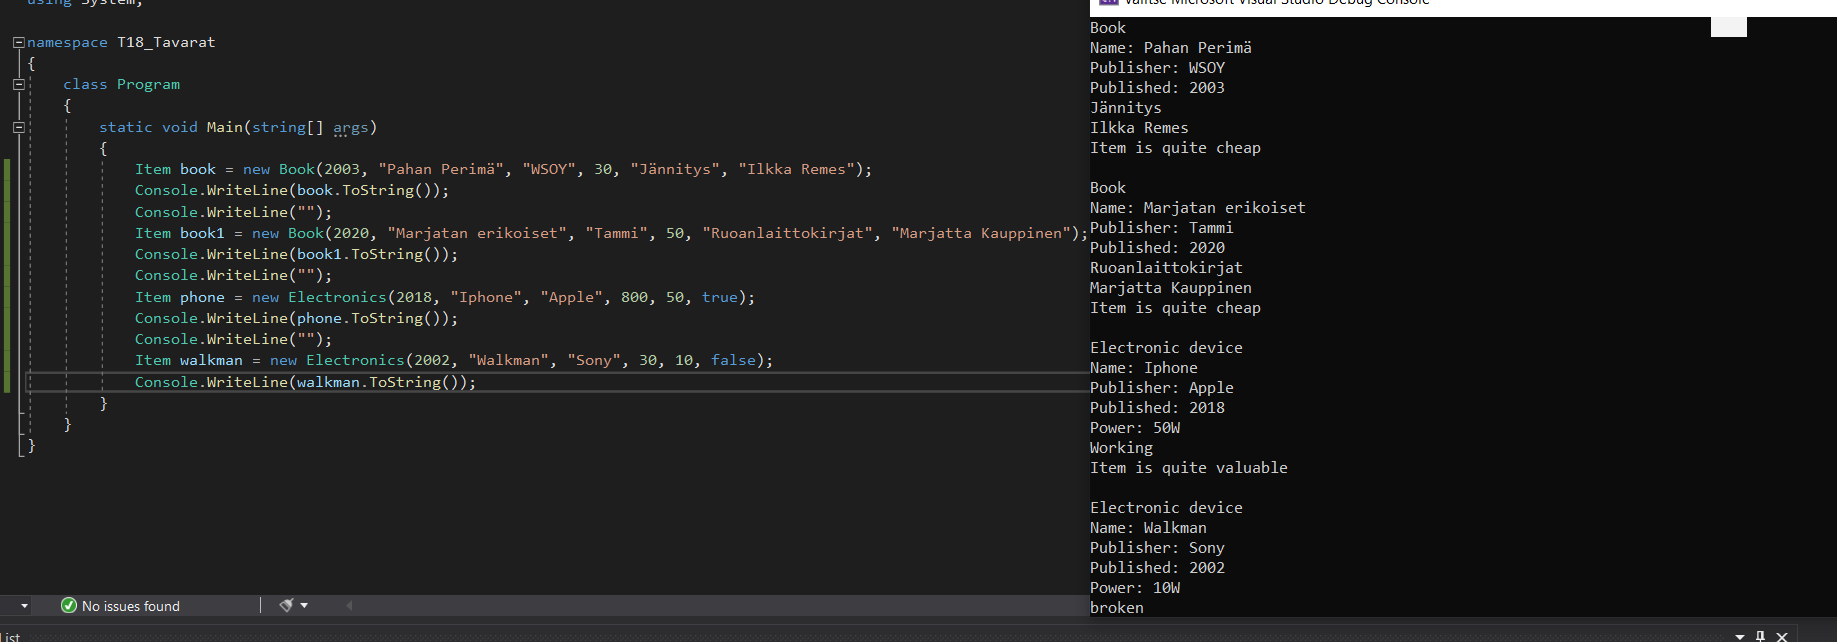 using System;
namespace T18_Tavarat
{
class Program
{
static void Main(string[] args)
{
Item book = new Book(2003, "Pahan Perimä", "WSOY", 30, "Jännitys", "Ilkka Remes");
Console.WriteLine(book.ToString());
Console.WriteLine("");
Item book1 = new Book(2020, "Marjatan erikoiset", "Tammi", 50, "Ruoanlaittokirjat", "Marjatta Kauppinen");
Console.WriteLine(book1.ToString());
Console.WriteLine("");
Item phone = new Electronics(2018, "Iphone", "Apple", 800, 50, true);
Console.WriteLine(phone.ToString());
Console.WriteLine("");
Item walkman = new Electronics(2002, "Walkman", "Sony", 30, 10, false);
Console.WriteLine(walkman.ToString());
}
}
}
No issues found
List
Valitse Microsoft Visual Studio Debug Console
Book
Name: Pahan Perimä
Publisher: WSOY
Published: 2003
Jännitys
Ilkka Remes
Item is quite cheap
Book
Name: Marjatan erikoiset
Publisher: Tammi
Published: 2020
Ruoanlaittokirjat
Marjatta Kauppinen
Item is quite cheap
Electronic device
Name: Iphone
Publisher: Apple
Published: 2018
Power: 50W
Working
Item is quite valuable
Electronic device
Name: Walkman
Publisher: Sony
Published: 2002
Power: 10W
broken